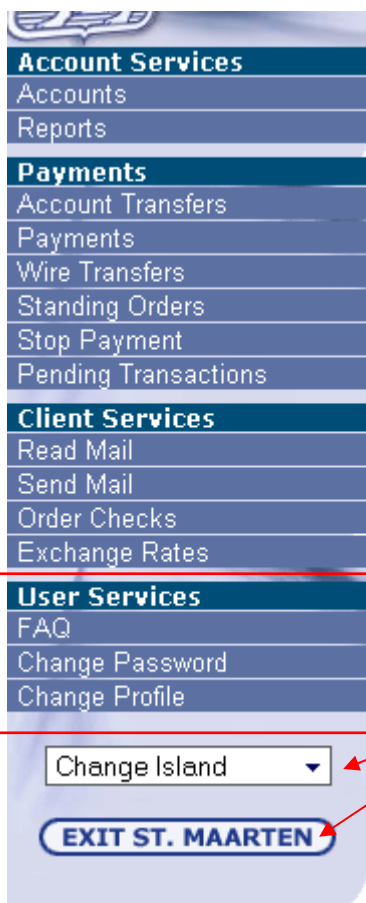 Account Services
Accounts
Reports
Payments
Account Transfers
Payments
Wire Transfers
Standing Orders
Stop Payment
Pending Transactions
Client Services
Read Mail
Send Mail
Order Checks
Exchange Rates
User Services
FAQ
Change Password
Change Profile
Change Island
EXIT ST. MAARTEN